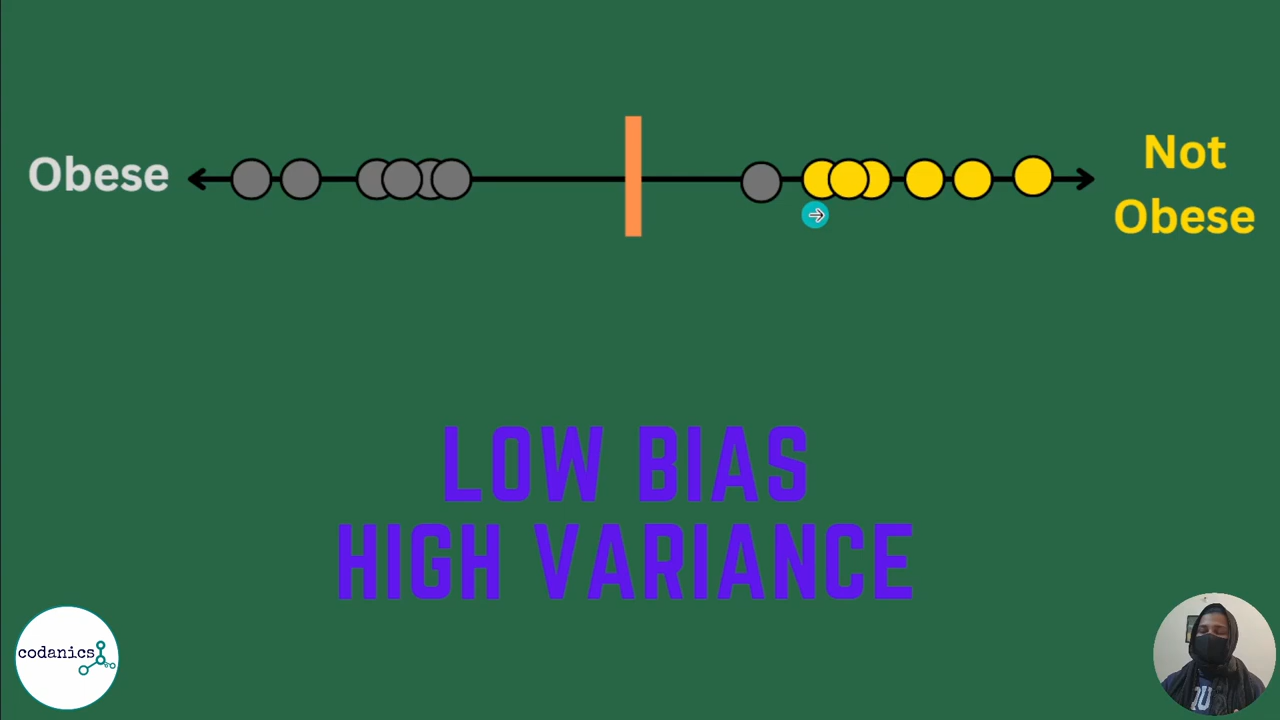 Obese
Not
Obese
LOW BIAS
HIGH VARIANCE
codanics